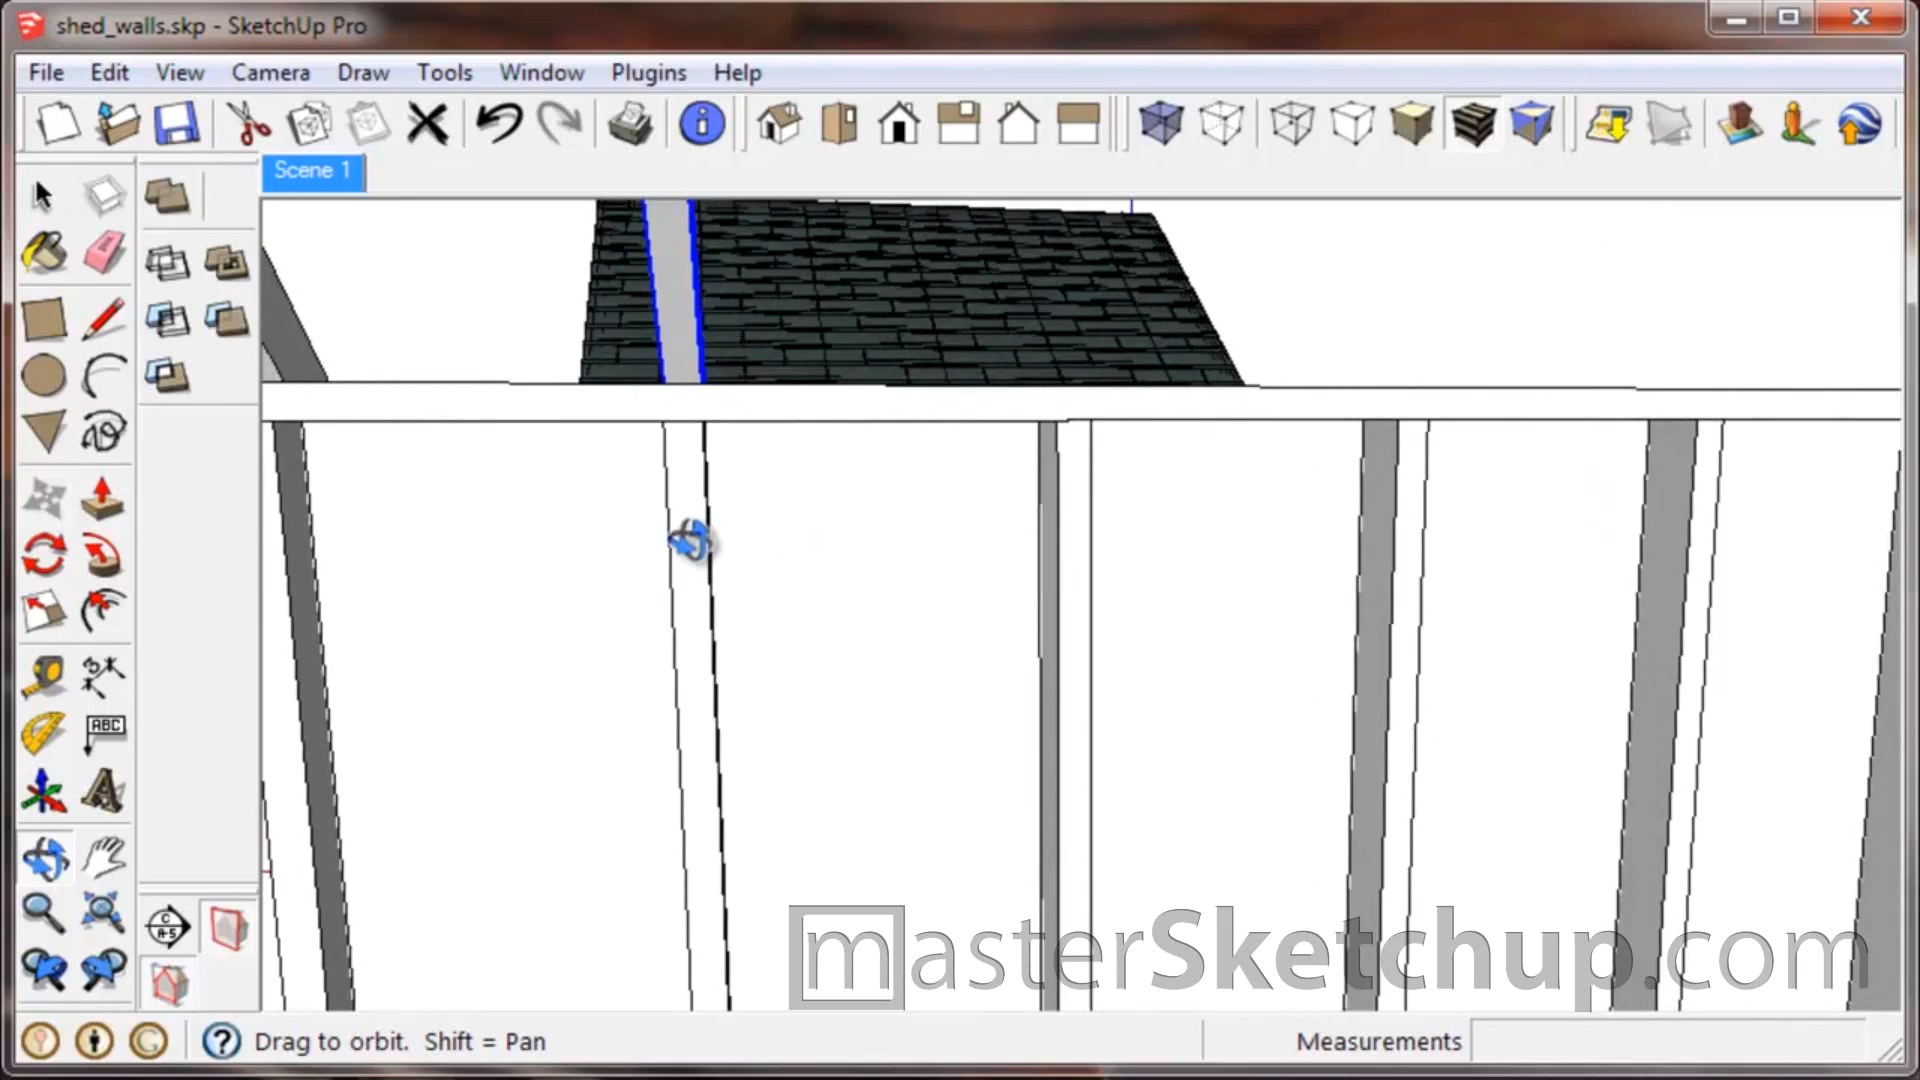 shed_walls.skp - SketchUp Pro
File Edit View Camera Draw Tools Window Plugins Help
Scene 1
ABC
C
A-5
masterSketchup.com
Drag to orbit. Shift = Pan
Measurements